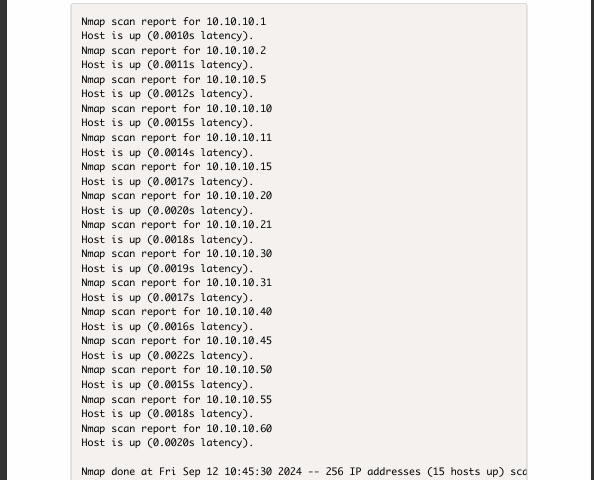 Nmap scan report for 10.10.10.1
Host is up (0.0010s latency).
Nmap scan report for 10.10.10.2
Host is up (0.0011s latency).
Nmap scan report for 10.10.10.5
Host is up (0.0012s latency).
Nmap scan report for 10.10.10.10
Host is up (0.0015s latency).
Nmap scan report for 10.10.10.11
Host is up (0.0014s latency).
Nmap scan report for 10.10.10.15
Host is up (0.0017s latency).
Nmap scan report for 10.10.10.20
Host is up (0.0020s latency).
Nmap scan report for 10.10.10.21
Host is up (0.0018s latency).
Nmap scan report for 10.10.10.30
Host is up (0.0019s latency).
Nmap scan report for 10.10.10.31
Host is up (0.0017s latency).
Nmap scan report for 10.10.10.40
Host is up (0.0016s latency).
Nmap scan report for 10.10.10.45
Host is up (0.0022s latency).
Nmap scan report for 10.10.10.50
Host is up (0.0015s latency).
Nmap scan report for 10.10.10.55
Host is up (0.0018s latency).
Nmap scan report for 10.10.10.60
Host is up (0.0020s latency).
Nmap done at Fri Sep 12 10:45:30 2024 -- 256 IP addresses (15 hosts up)